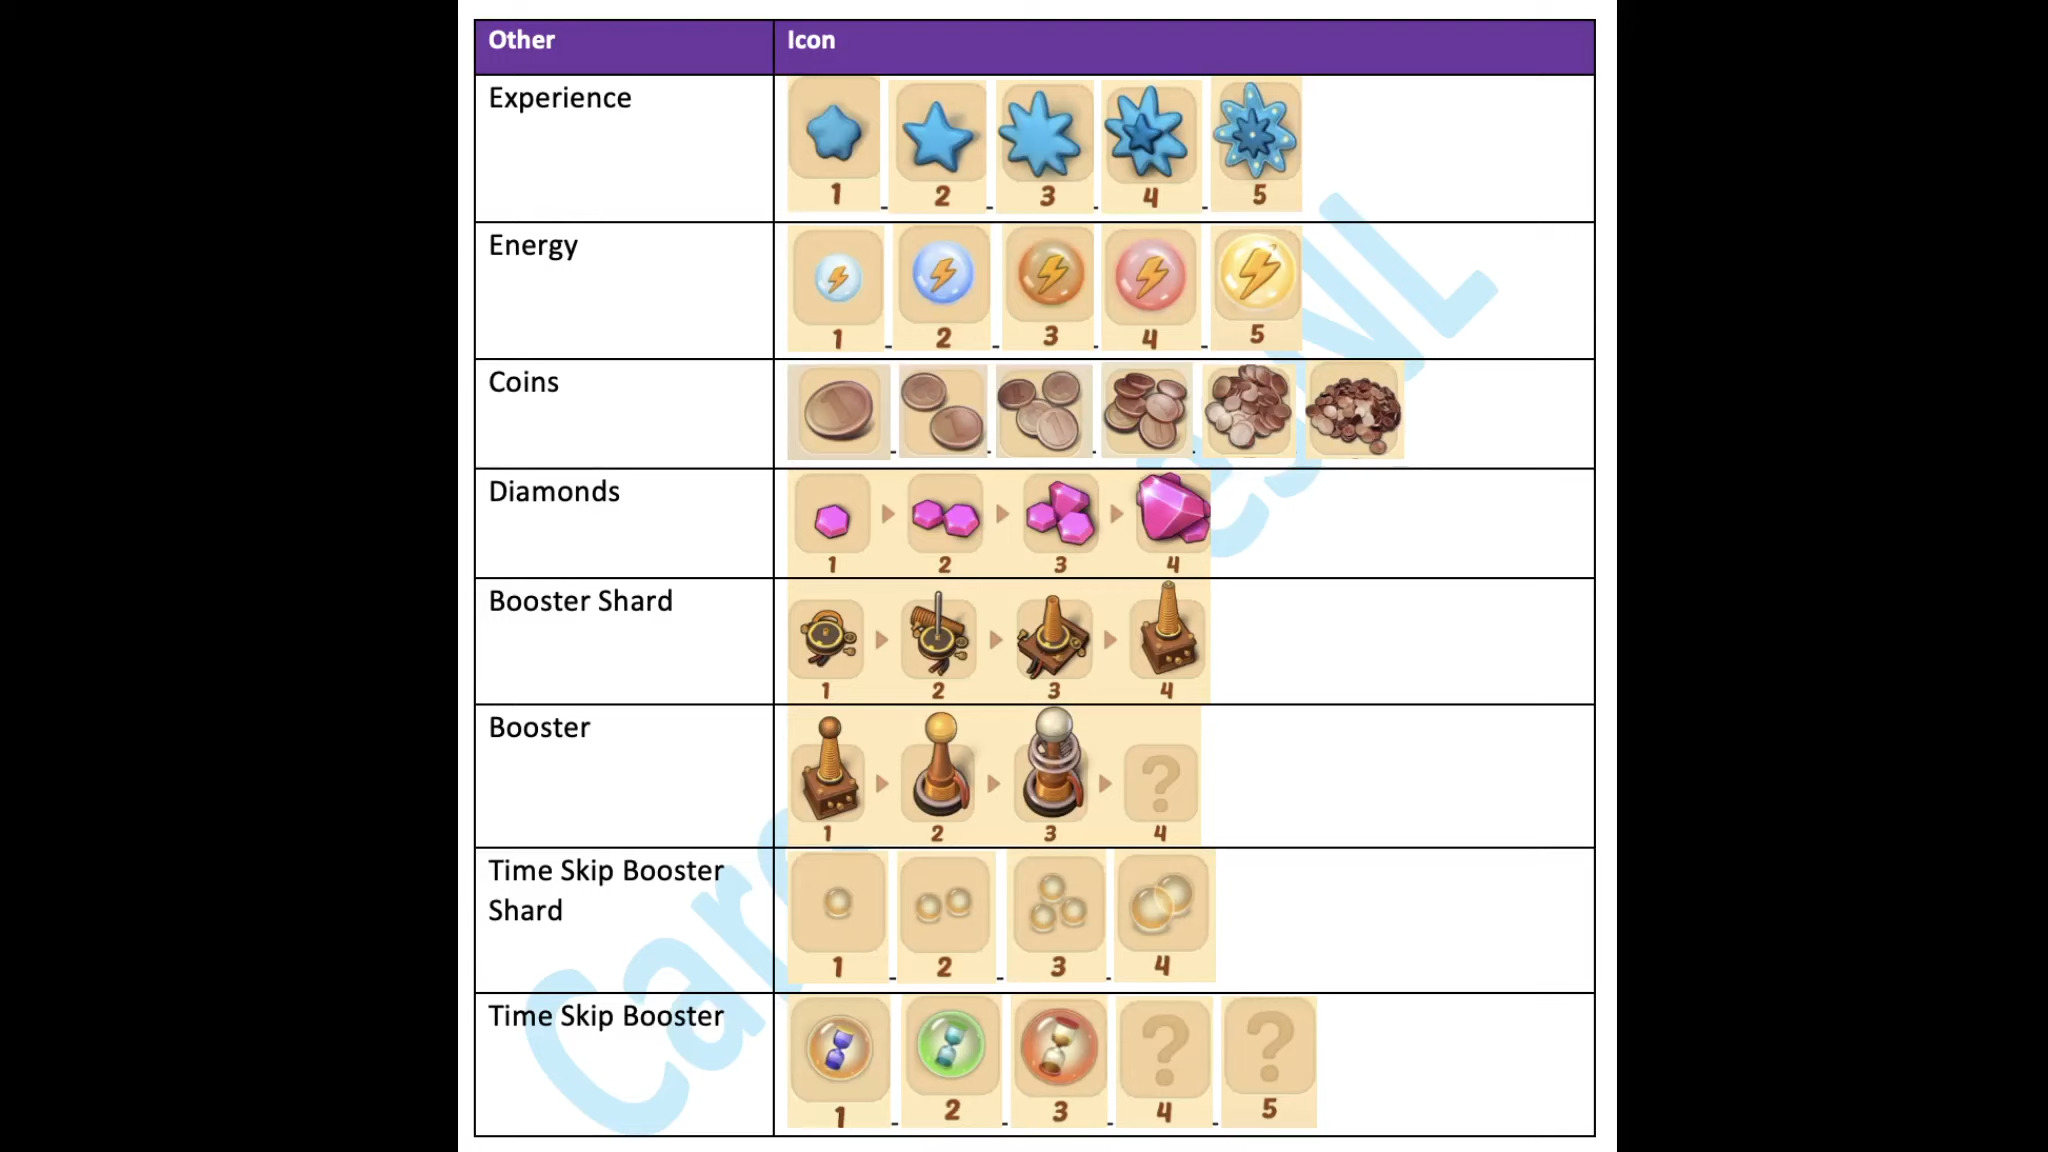 Other Icon
Experience
1 2 3 4 5
Energy
1 2 3 4 5
Coins
Diamonds
1 2 3 4
Booster Shard
1 2 3 4
Booster
?
1 2 3 4
Time Skip Booster
Shard
1 2 3 4
Time Skip Booster
? ?
1 2 3 4 5